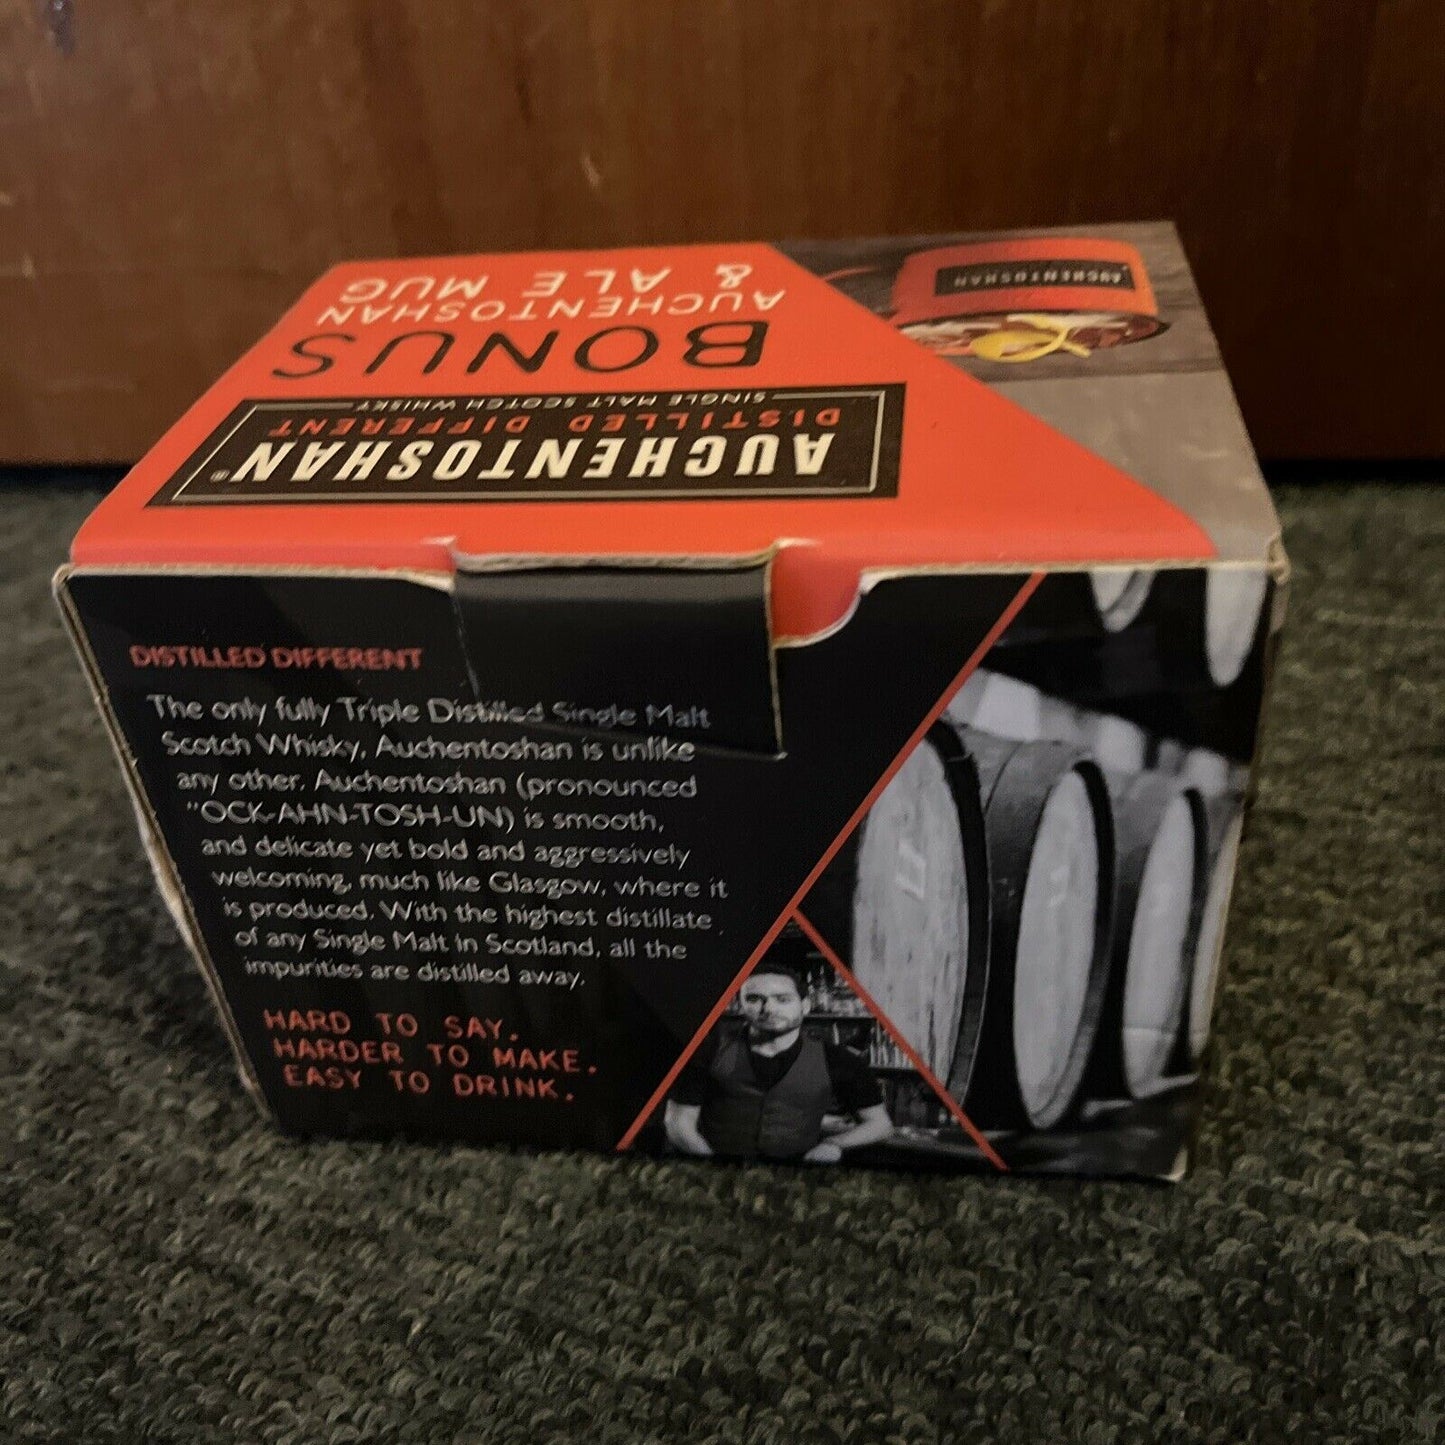 BONUS
AUCHENTOSHAN
& ALE MUG
AUCHENTOSHAN®
DISTILLED DIFFERENT
SINGLE MALT SCOTCH WHISKY
AUCHENTOSHAN
DISTILLED DIFFERENT
The only fully Triple Distilled Single Malt
Scotch Whisky, Auchentoshan is unlike
any other. Auchentoshan (pronounced
"OCK-AHN-TOSH-UN) is smooth,
and delicate yet bold and aggressively
welcoming, much like Glasgow, where it
is produced. With the highest distillate
of any Single Malt in Scotland, all the
impurities are distilled away.
HARD TO SAY.
HARDER TO MAKE.
EASY TO DRINK.